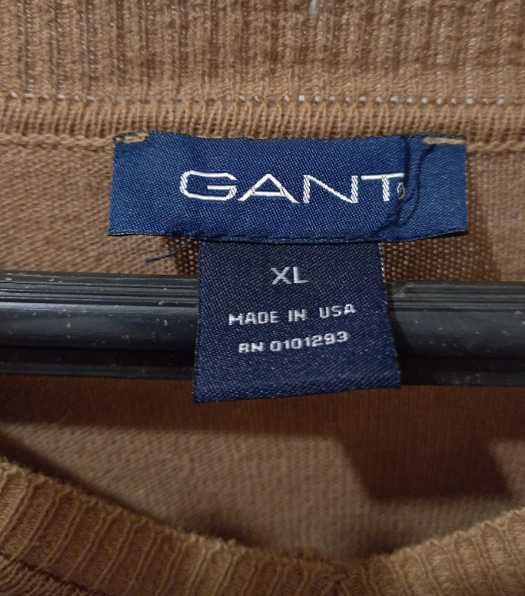 GANT
XL
MADE IN USA
RN 0101293